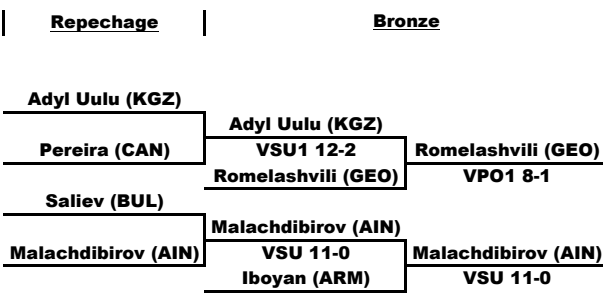 Repechage
Bronze
Adyl Uulu (KGZ)
Pereira (CAN)
Adyl Uulu (KGZ)
VSU1 12-2
Romelashvili (GEO)
Romelashvili (GEO)
VPO1 8-1
Saliev (BUL)
Malachdibirov (AIN)
Malachdibirov (AIN)
VSU 11-0
Iboyan (ARM)
Malachdibirov (AIN)
VSU 11-0